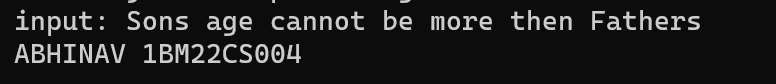 input: Sons age cannot be more then Fathers
ABHINAV 1BM22CS004